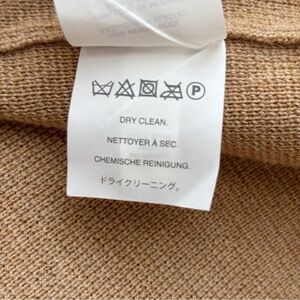 P
DRY CLEAN.
NETTOYER À SEC.
CHEMISCHE REINIGUNG.
ドライクリーニング。